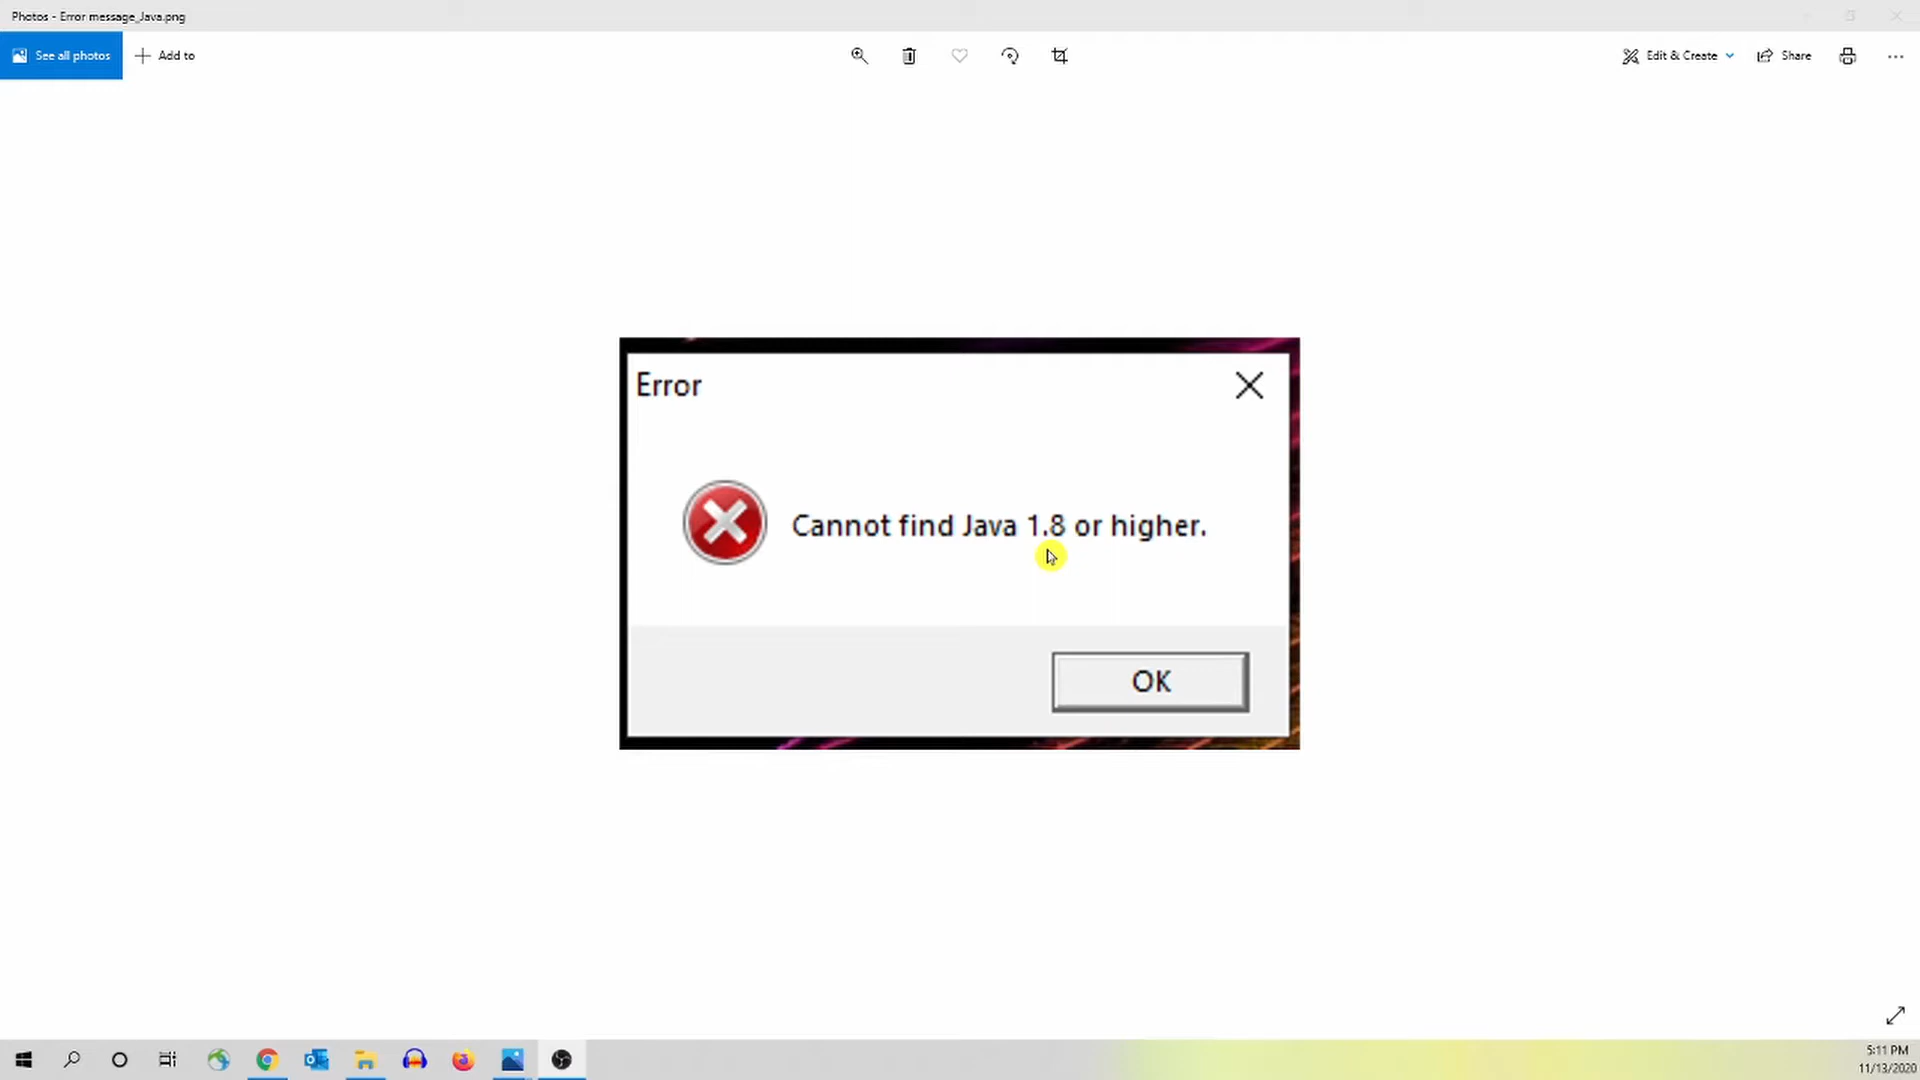 Photos - Error message_Java.png
See all photos
Add to
Edit & Create
Share
Error
Cannot find Java 1.8 or higher.
OK
5:11 PM
11/13/2020